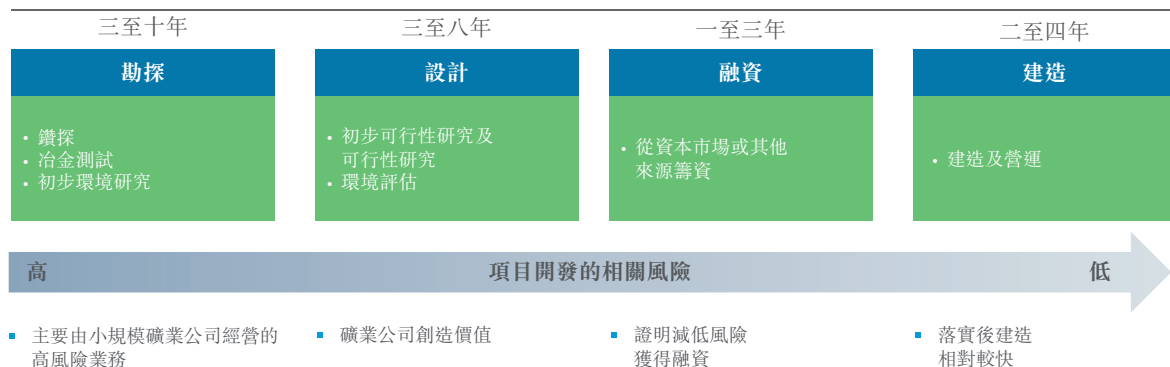 三至十年
三至八年
一至三年
二至四年
勘探
設計
融資
建造
• 鑽探
• 冶金測試
• 初步環境研究
• 初步可行性研究及
可行性研究
• 環境評估
• 從資本市場或其他
來源籌資
• 建造及營運
高
項目開發的相關風險
低
▪ 主要由小規模礦業公司經營的
高風險業務
▪ 礦業公司創造價值
▪ 證明減低風險
獲得融資
▪ 落實後建造
相對較快